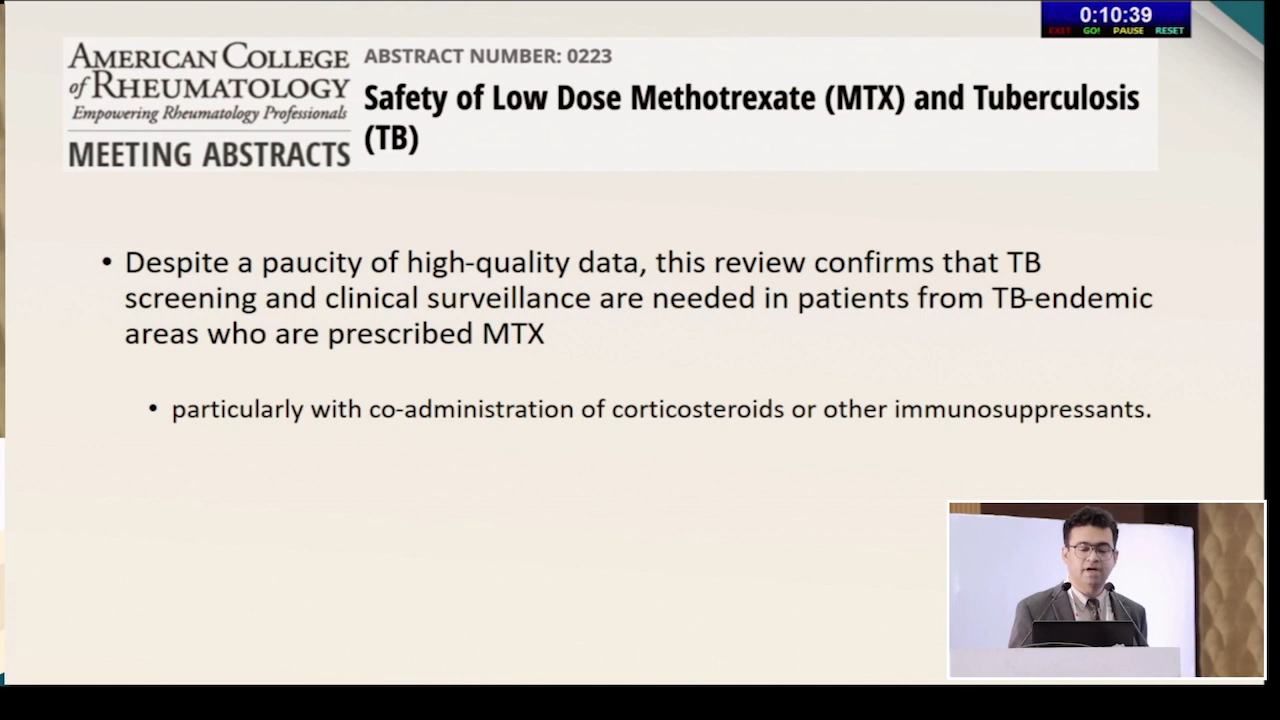 0:10:39
EXIT GO! PAUSE RESET
AMERICAN COLLEGE
of RHEUMATOLOGY
Empowering Rheumatology Professionals
MEETING ABSTRACTS
ABSTRACT NUMBER: 0223
Safety of Low Dose Methotrexate (MTX) and Tuberculosis
(TB)
• Despite a paucity of high-quality data, this review confirms that TB
screening and clinical surveillance are needed in patients from TB-endemic
areas who are prescribed MTX
• particularly with co-administration of corticosteroids or other immunosuppressants.